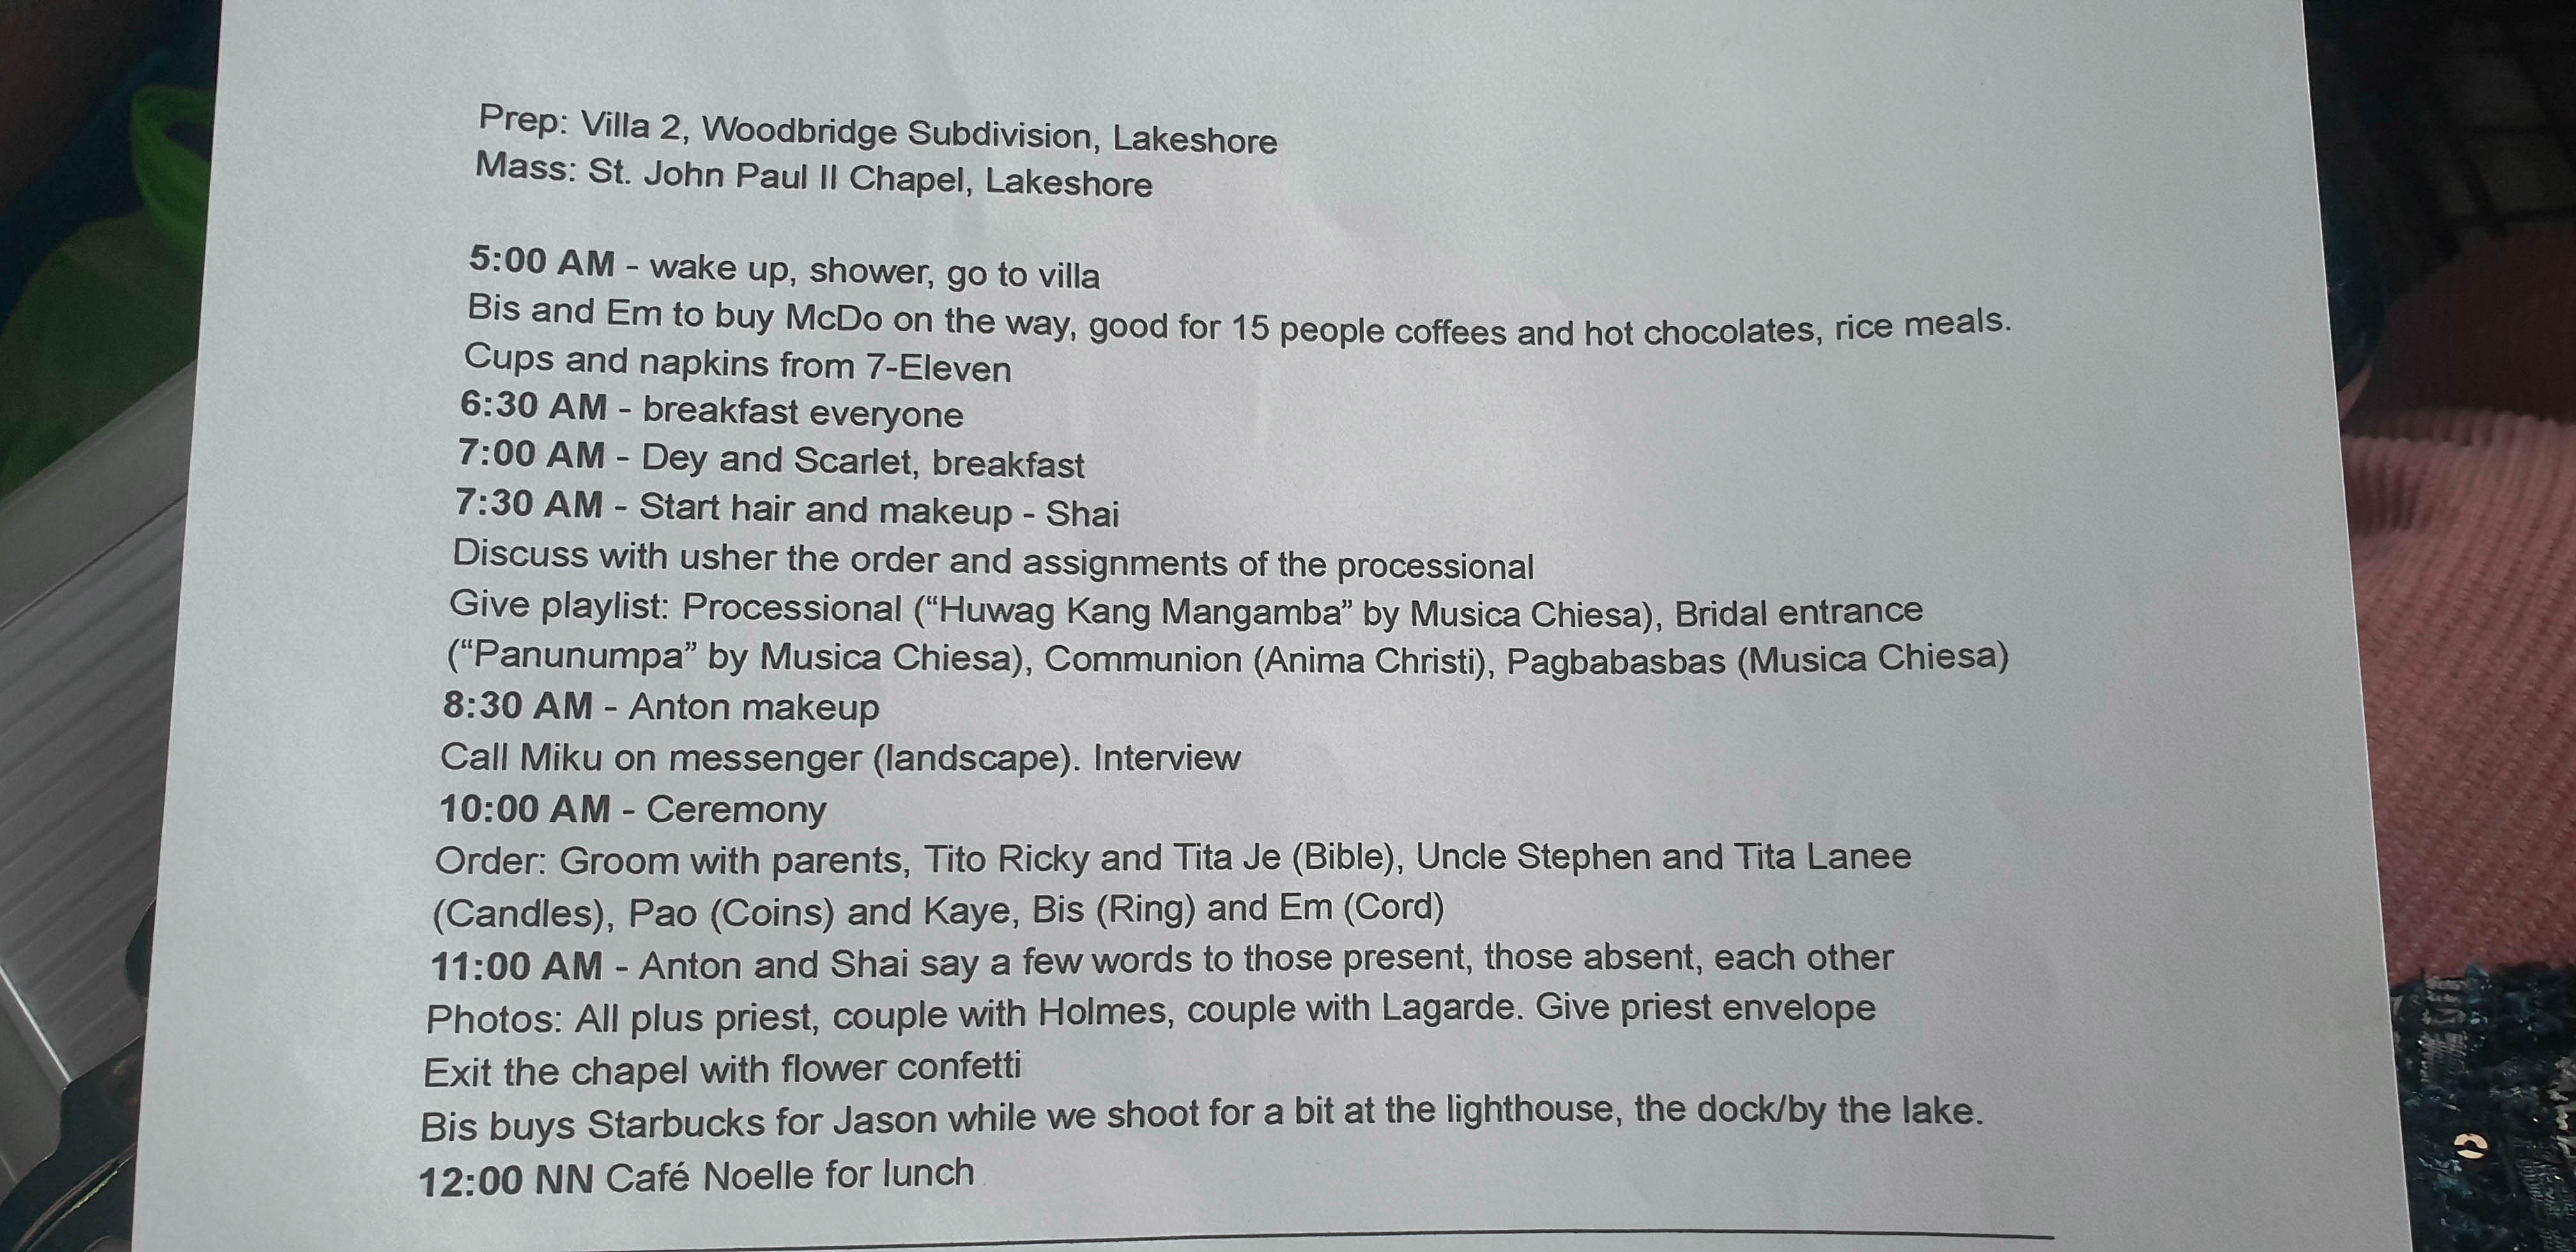 Prep: Villa 2, Woodbridge Subdivision, Lakeshore
Mass: St. John Paul II Chapel, Lakeshore
5:00 AM - wake up, shower, go to villa
Bis and Em to buy McDo on the way, good for 15 people coffees and hot chocolates, rice meals.
Cups and napkins from 7-Eleven
6:30 AM - breakfast everyone
7:00 AM - Dey and Scarlet, breakfast
7:30 AM - Start hair and makeup - Shai
Discuss with usher the order and assignments of the processional
Give playlist: Processional (“Huwag Kang Mangamba” by Musica Chiesa), Bridal entrance
(“Panunumpa” by Musica Chiesa), Communion (Anima Christi), Pagbabasbas (Musica Chiesa)
8:30 AM - Anton makeup
Call Miku on messenger (landscape). Interview
10:00 AM - Ceremony
Order: Groom with parents, Tito Ricky and Tita Je (Bible), Uncle Stephen and Tita Lanee
(Candles), Pao (Coins) and Kaye, Bis (Ring) and Em (Cord)
11:00 AM - Anton and Shai say a few words to those present, those absent, each other
Photos: All plus priest, couple with Holmes, couple with Lagarde. Give priest envelope
Exit the chapel with flower confetti
Bis buys Starbucks for Jason while we shoot for a bit at the lighthouse, the dock/by the lake.
12:00 NN Café Noelle for lunch